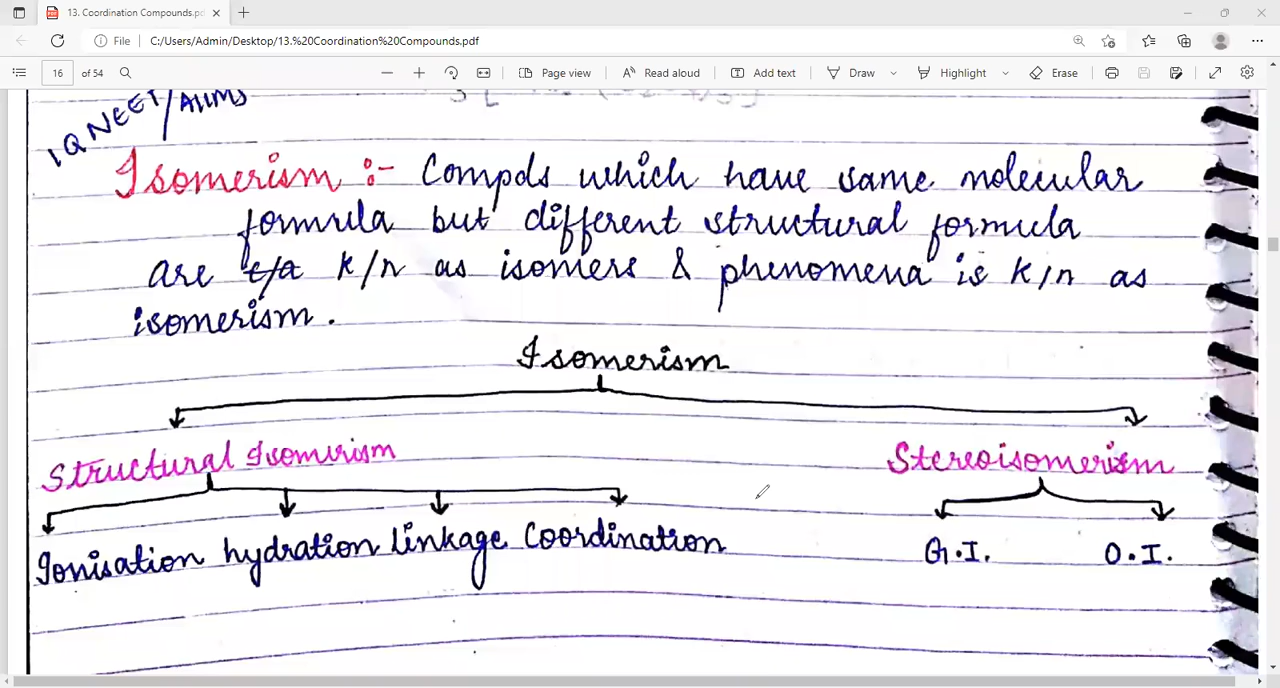 13. Coordination Compounds.pd
File C:/Users/Admin/Desktop/13.%20Coordination%20Compounds.pdf
16 of 54 Page view Read aloud Add text Draw Highlight Erase
1Q NEET/AIIMS
Isomerism :- Compds which have same molecular
formula but different structural formula
are c/a k/n as isomers & phenomena is k/n as
isomerism.
Isomerism
Structural Isomerism Stereoisomerism
Ionisation hydration linkage Coordination G.I. O.I.